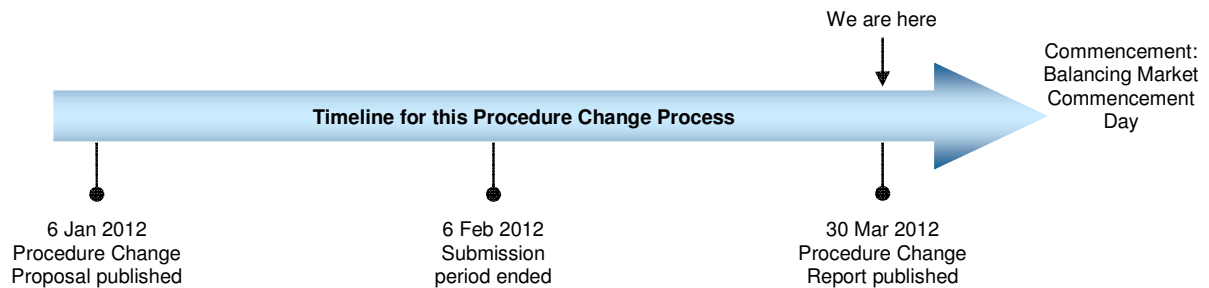 We are here
Commencement:
Balancing Market
Commencement
Day
Timeline for this Procedure Change Process
6 Jan 2012
Procedure Change
Proposal published
6 Feb 2012
Submission
period ended
30 Mar 2012
Procedure Change
Report published